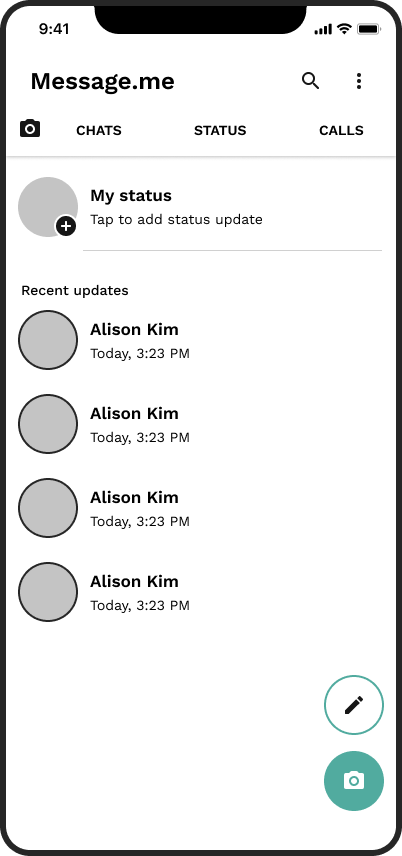 9:41
Message.me
CHATS STATUS CALLS
My status
Tap to add status update
Recent updates
Alison Kim
Today, 3:23 PM
Alison Kim
Today, 3:23 PM
Alison Kim
Today, 3:23 PM
Alison Kim
Today, 3:23 PM